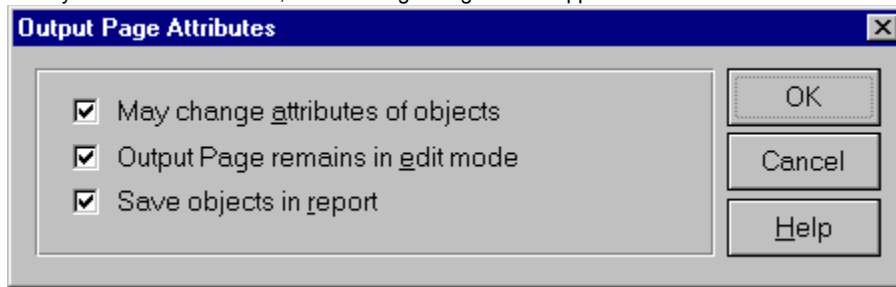 Output Page Attributes
May change attributes of objects
Output Page remains in edit mode
Save objects in report
OK
Cancel
Help